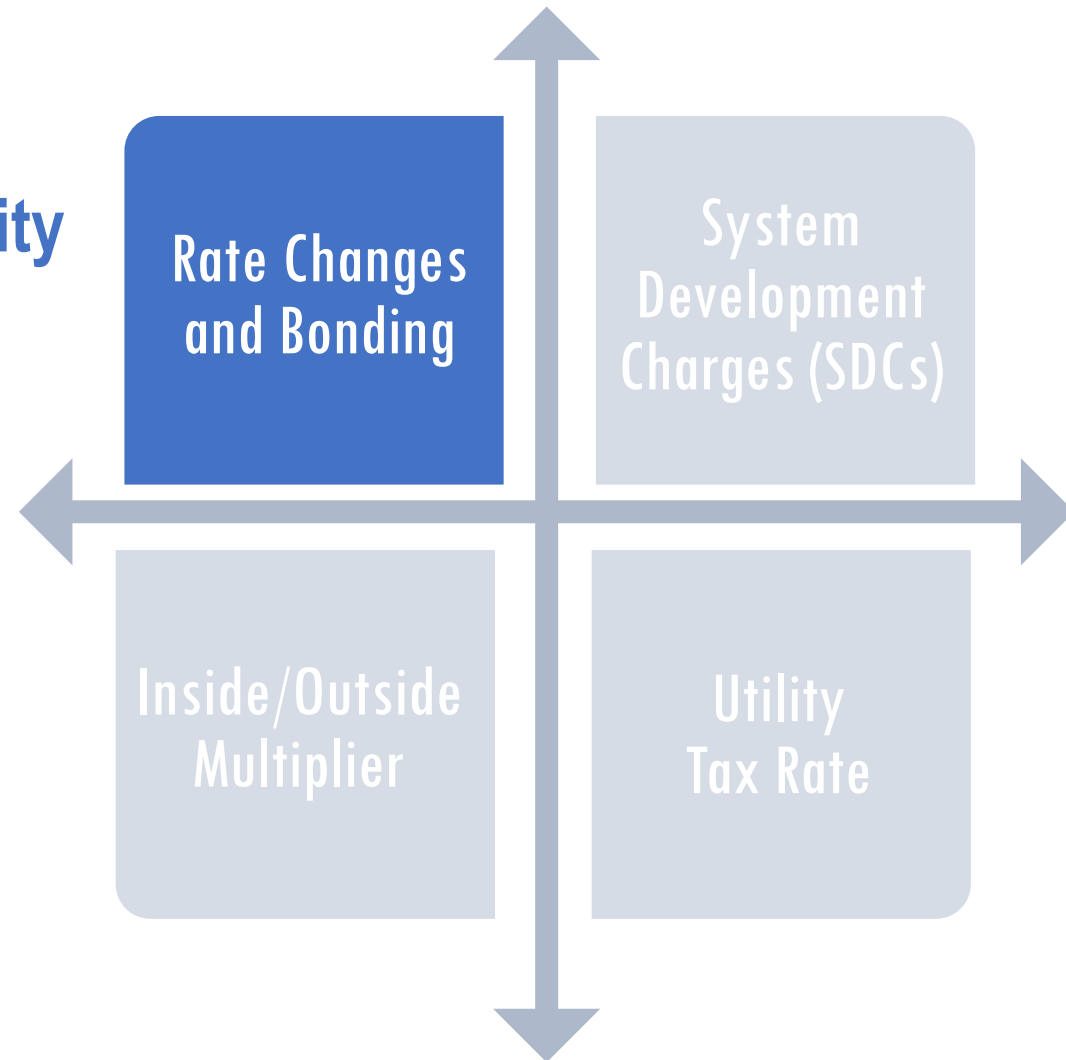 ity
Rate Changes
and Bonding
System
Development
Charges (SDCs)
Inside/Outside
Multiplier
Utility
Tax Rate